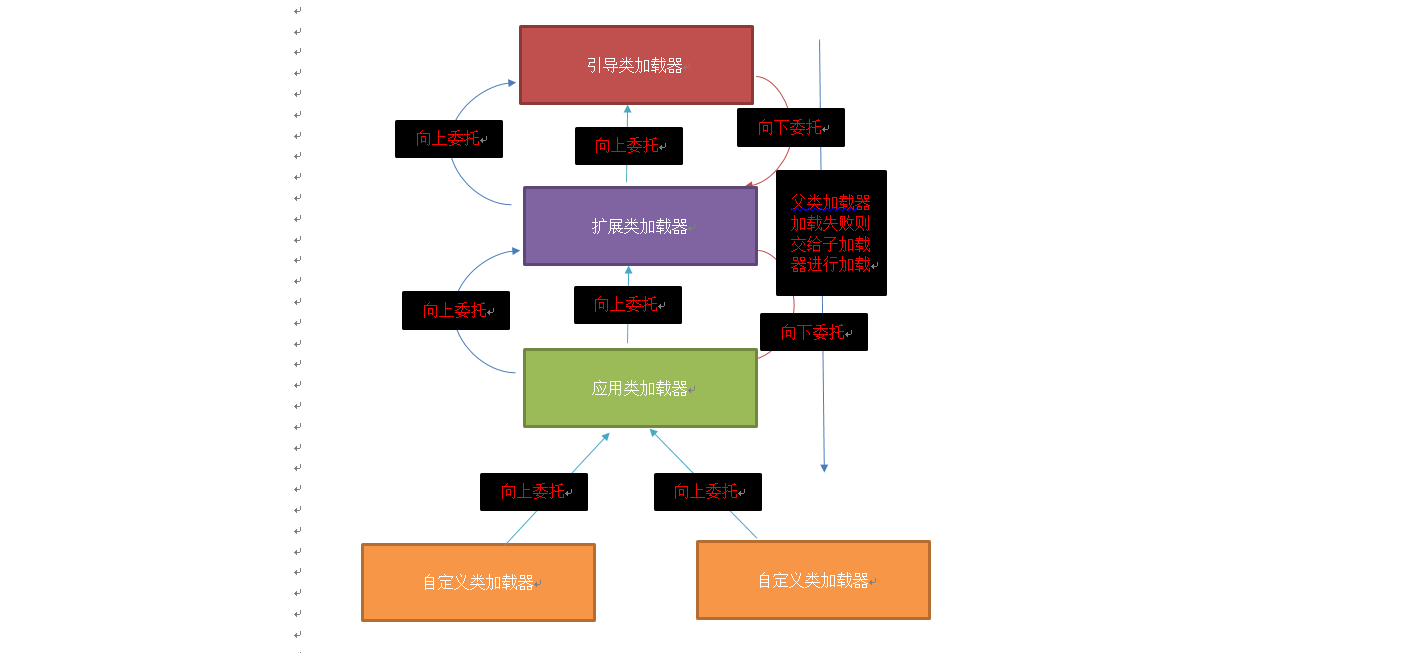 引导类加载器
向下委托
向上委托
向上委托
父类加载器
加载失败则
交给子加载
器进行加载
扩展类加载器
向上委托
向上委托
向下委托
应用类加载器
向上委托
向上委托
自定义类加载器
自定义类加载器